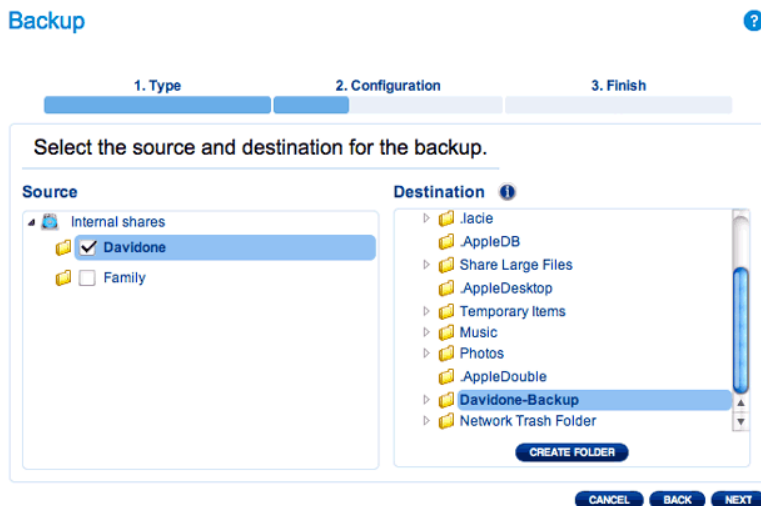 Backup
?
1. Type
2. Configuration
3. Finish
Select the source and destination for the backup.
Source
Internal shares
Davidone
Family
Destination i
.lacie
.AppleDB
Share Large Files
.AppleDesktop
Temporary Items
Music
Photos
.AppleDouble
Davidone-Backup
Network Trash Folder
CREATE FOLDER
CANCEL BACK NEXT